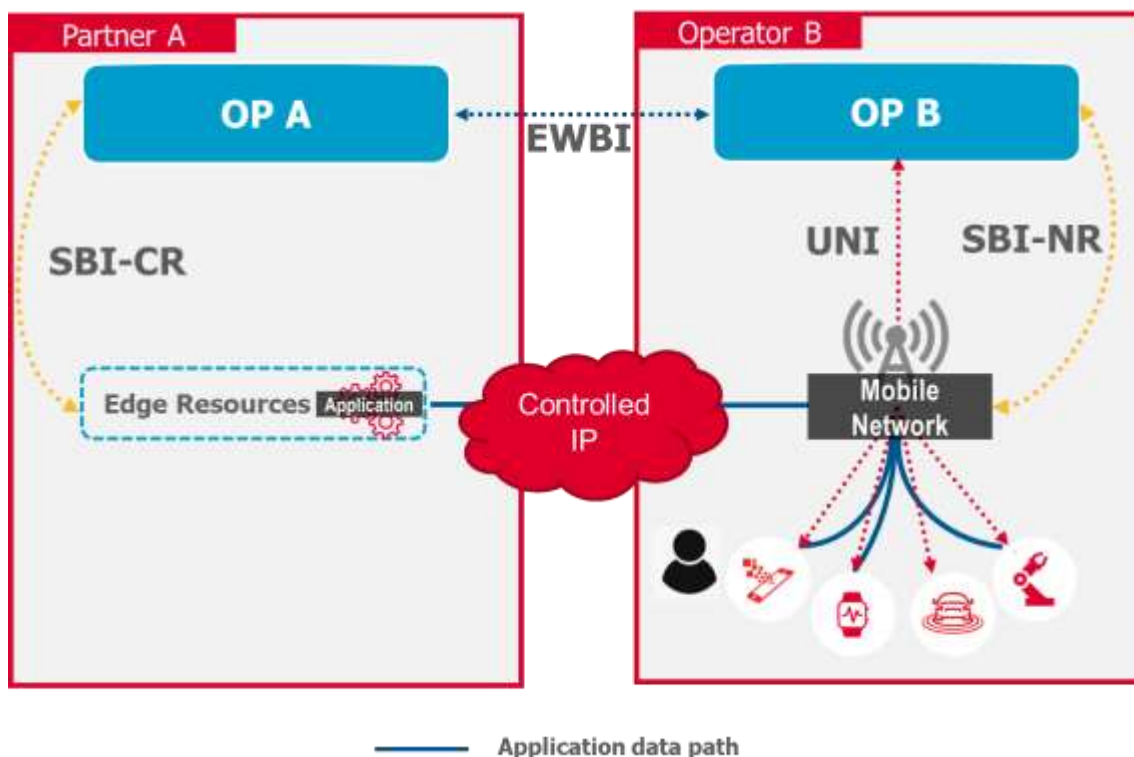 Partner A
Operator B
OP A
OP B
EWBI
UNI
SBI-NR
SBI-CR
Edge Resources
Application
Controlled
IP
Mobile
Network
Application data path